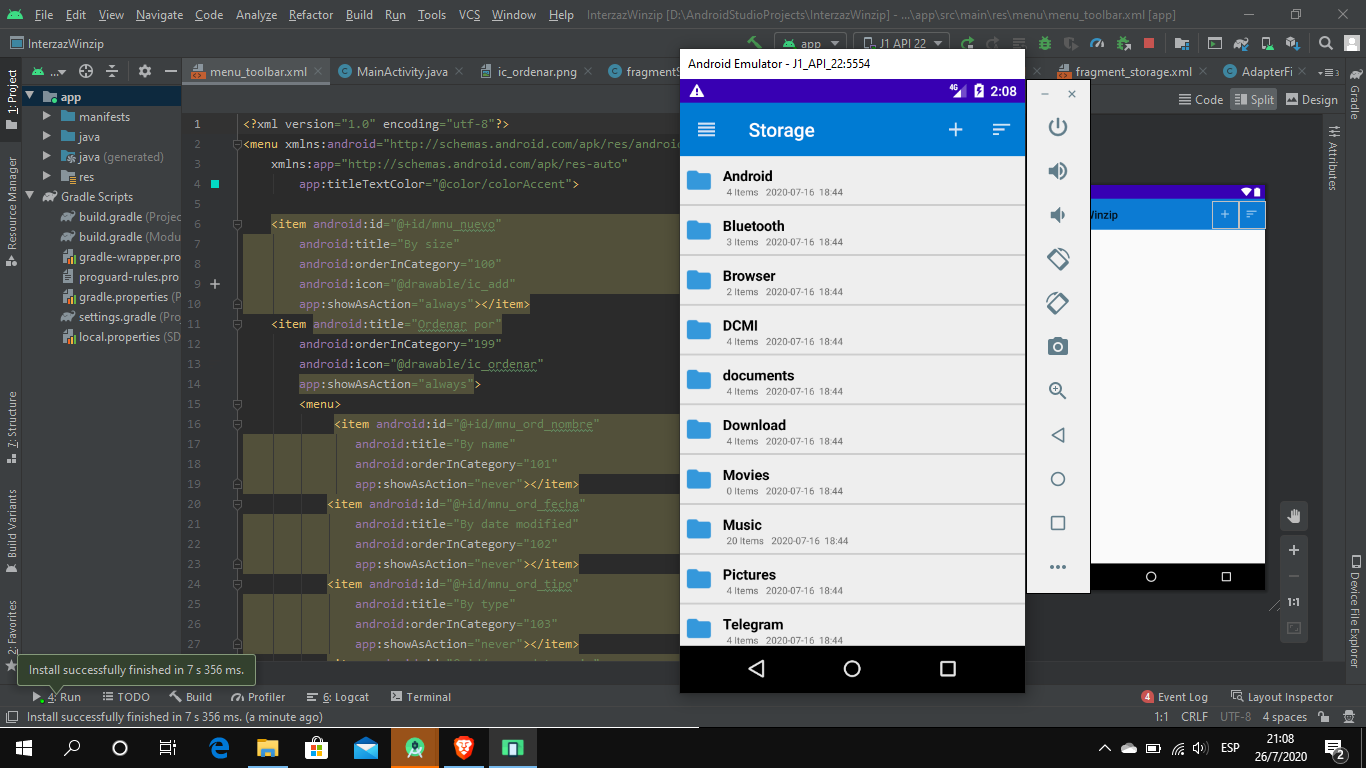 File Edit View Navigate Code Analyze Refactor Build Run Tools VCS Window Help InterzazWinzip [D:\AndroidStudioProjects\InterzazWinzip] - ...\app\src\main\res\menu\menu_toolbar.xml [app]
InterzazWinzip
app
J1 API 22
menu_toolbar.xml
MainActivity.java
ic_ordenar.png
fragmentS
fragment_storage.xml
AdapterFi
Code
Split
Design
1: Project
Resource Manager
7: Structure
Build Variants
2: Favorites
app
manifests
java
java (generated)
res
Gradle Scripts
build.gradle (Projec
build.gradle (Modu
gradle-wrapper.pro
proguard-rules.pro
gradle.properties (P
settings.gradle (Pro
local.properties (SD
1 <?xml version="1.0" encoding="utf-8"?>
2 <menu xmlns:android="http://schemas.android.com/apk/res/android
3 xmlns:app="http://schemas.android.com/apk/res-auto"
4 app:titleTextColor="@color/colorAccent">
5
6 <item android:id="@+id/mnu_nuevo"
7 android:title="By size"
8 android:orderInCategory="100"
9 android:icon="@drawable/ic_add"
10 app:showAsAction="always"></item>
11 <item android:title="Ordenar por"
12 android:orderInCategory="199"
13 android:icon="@drawable/ic_ordenar"
14 app:showAsAction="always">
15 <menu>
16 <item android:id="@+id/mnu_ord_nombre"
17 android:title="By name"
18 android:orderInCategory="101"
19 app:showAsAction="never"></item>
20 <item android:id="@+id/mnu_ord_fecha"
21 android:title="By date modified"
22 android:orderInCategory="102"
23 app:showAsAction="never"></item>
24 <item android:id="@+id/mnu_ord_tipo"
25 android:title="By type"
26 android:orderInCategory="103"
27 app:showAsAction="never"></item>
Android Emulator - J1_API_22:5554
4G 2:08
Storage
Android
4 Items 2020-07-16 18:44
Bluetooth
3 Items 2020-07-16 18:44
Browser
2 Items 2020-07-16 18:44
DCMI
4 Items 2020-07-16 18:44
documents
4 Items 2020-07-16 18:44
Download
4 Items 2020-07-16 18:44
Movies
0 Items 2020-07-16 18:44
Music
20 Items 2020-07-16 18:44
Pictures
4 Items 2020-07-16 18:44
Telegram
4 Items 2020-07-16 18:44
Winzip
1:1
Gradle
Attributes
Device File Explorer
Install successfully finished in 7 s 356 ms.
4: Run
TODO
Build
Profiler
6: Logcat
Terminal
4 Event Log
Layout Inspector
Install successfully finished in 7 s 356 ms. (a minute ago)
1:1 CRLF UTF-8 4 spaces
ESP
21:08
26/7/2020
2